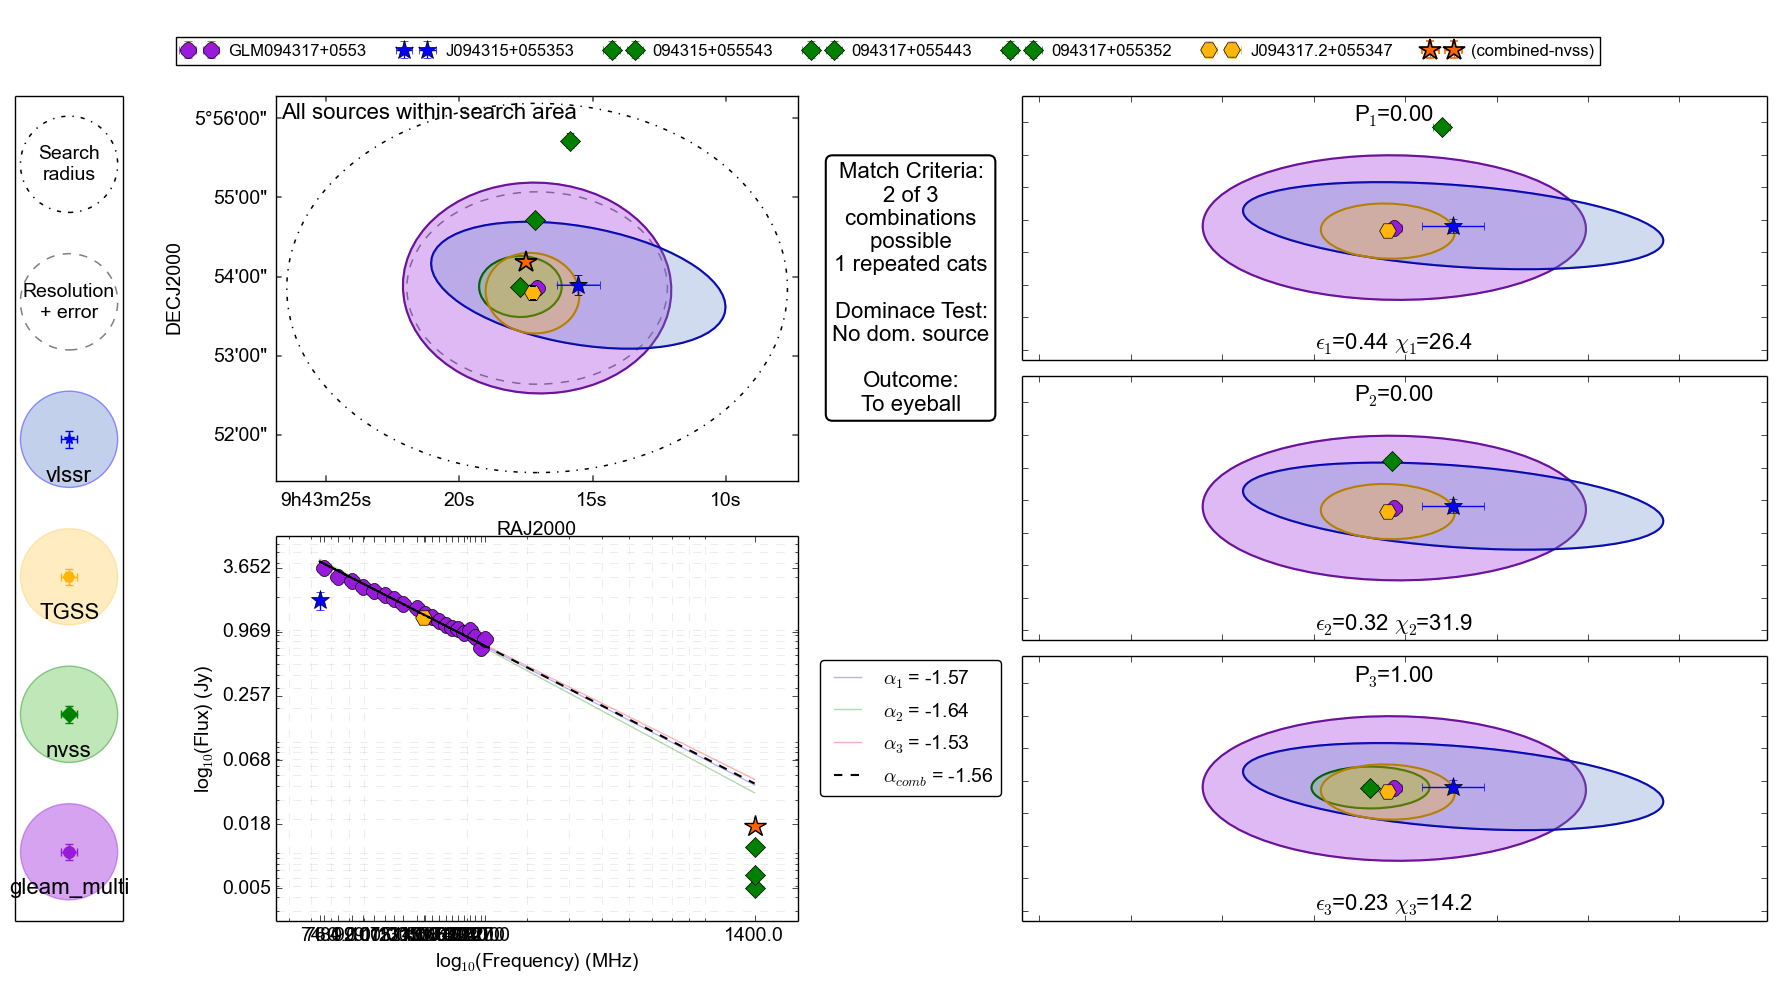 GLM094317+0553 J094315+055353 094315+055543 094317+055443 094317+055352 J094317.2+055347 (combined-nvss)
Search
radius
Resolution
+ error
vlssr
TGSS
nvss
gleam_multi
All sources within search area
5°56'00"
55'00"
54'00"
53'00"
52'00"
DECJ2000
9h43m25s 20s 15s 10s
RAJ2000
Match Criteria:
2 of 3
combinations
possible
1 repeated cats
Dominace Test:
No dom. source
Outcome:
To eyeball
3.652
0.969
0.257
0.068
0.018
0.005
log10(Flux) (Jy)
1400.0
log10(Frequency) (MHz)
α1 = -1.57
α2 = -1.64
α3 = -1.53
αcomb = -1.56
P1=0.00
ϵ1=0.44 χ1=26.4
P2=0.00
ϵ2=0.32 χ2=31.9
P3=1.00
ϵ3=0.23 χ3=14.2